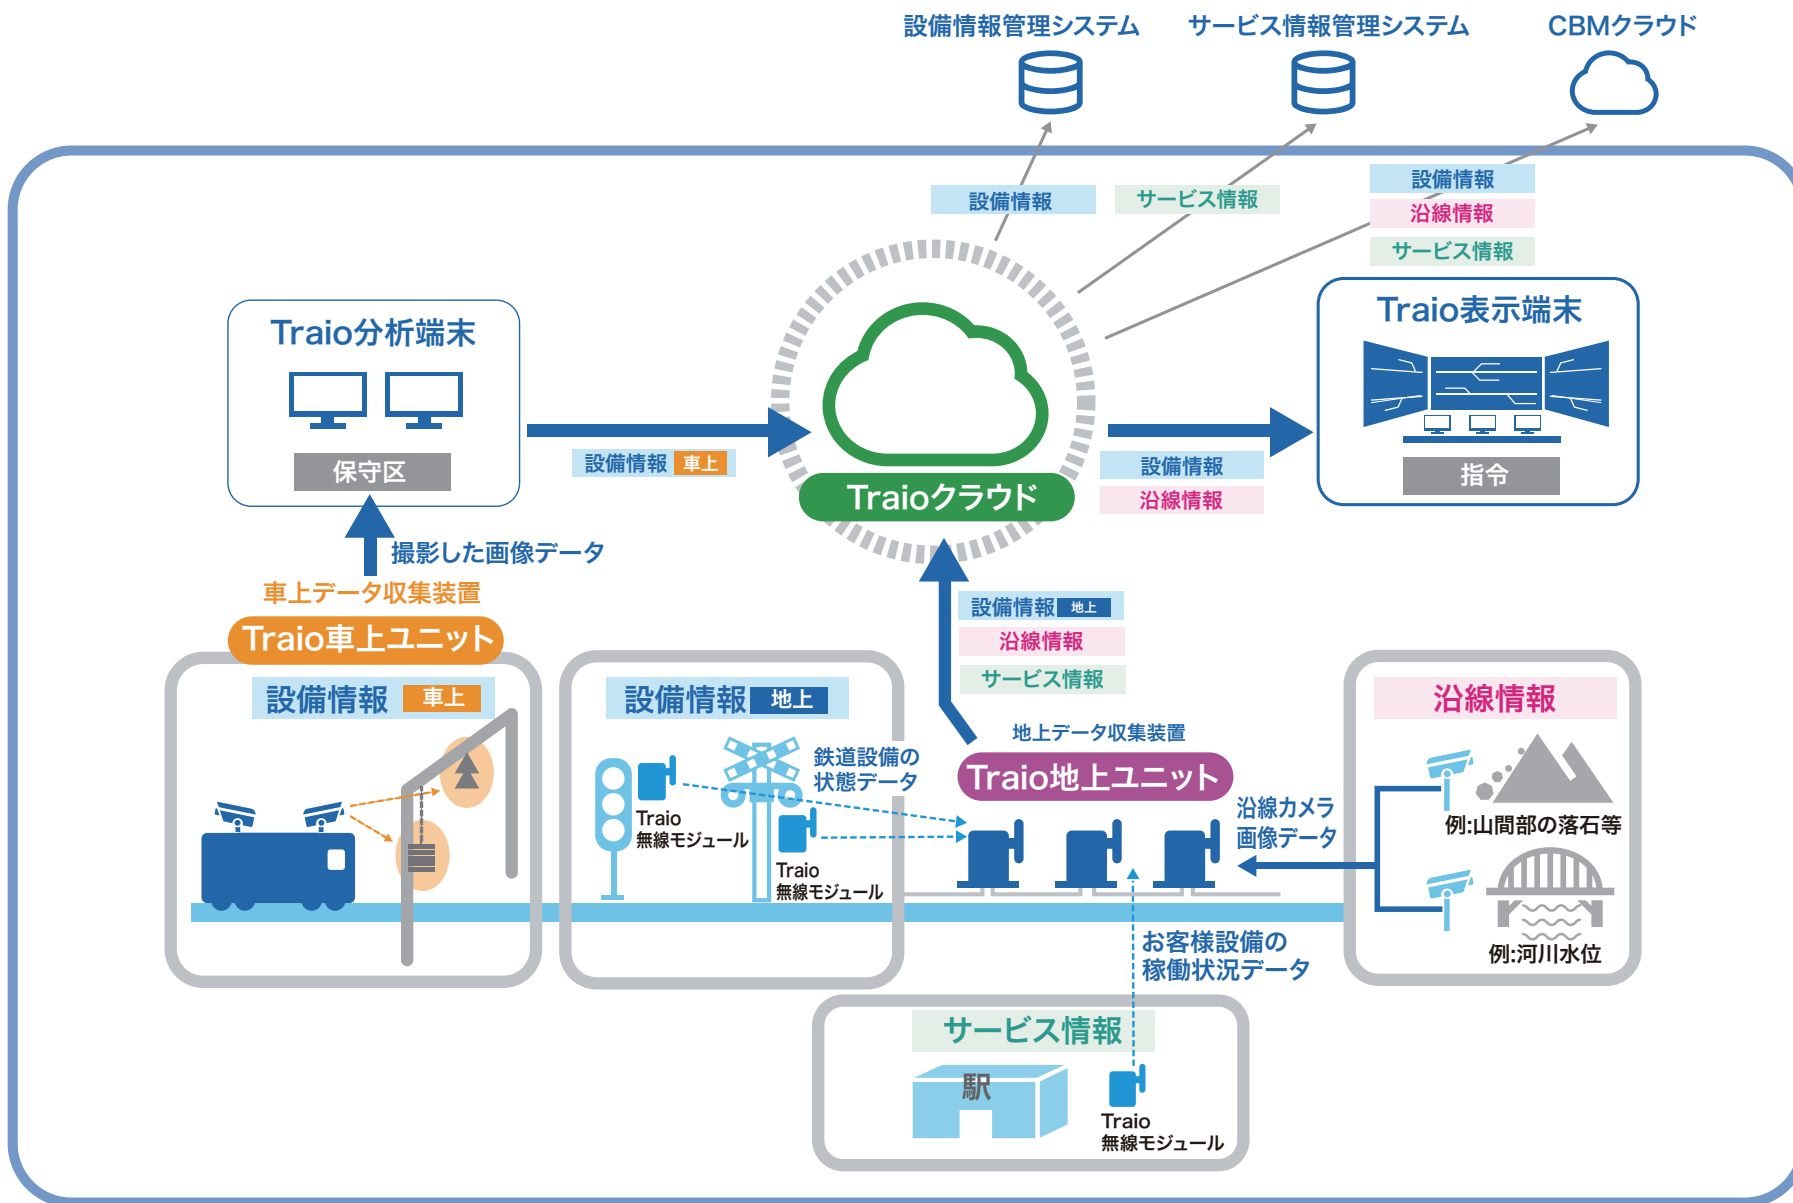 設備情報管理システム
サービス情報管理システム
CBMクラウド
設備情報
サービス情報
設備情報
沿線情報
サービス情報
Traio分析端末
保守区
設備情報 車上
Traioクラウド
設備情報
沿線情報
Traio表示端末
指令
撮影した画像データ
車上データ収集装置
Traio車上ユニット
設備情報 車上
設備情報 地上
鉄道設備の
状態データ
Traio
無線モジュール
Traio
無線モジュール
設備情報 地上
沿線情報
サービス情報
地上データ収集装置
Traio地上ユニット
沿線カメラ
画像データ
沿線情報
例:山間部の落石等
例:河川水位
お客様設備の
稼働状況データ
サービス情報
駅
Traio
無線モジュール